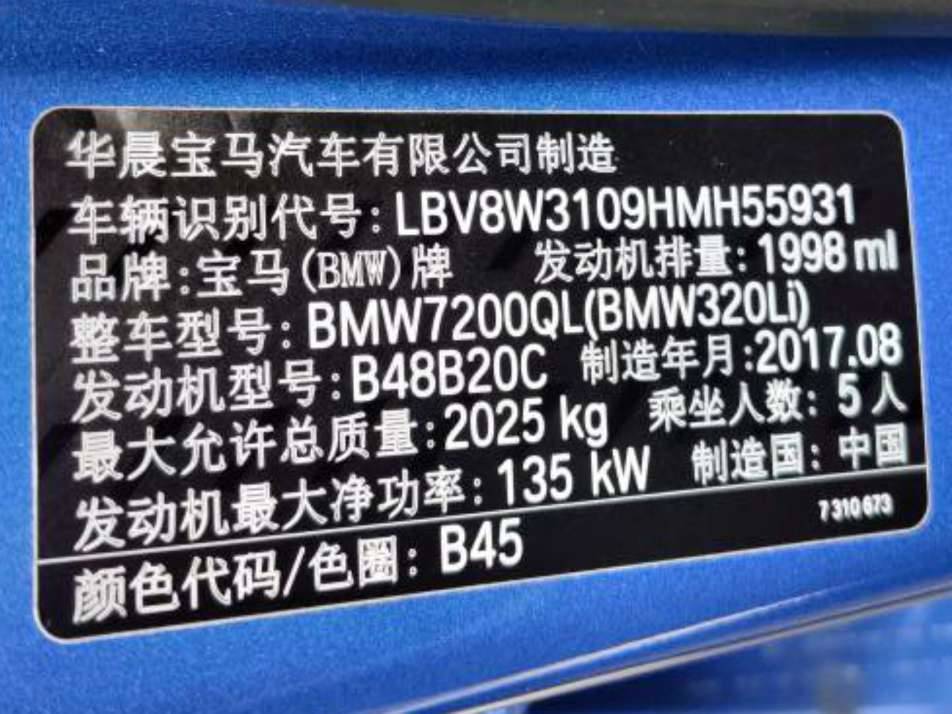 华晨宝马汽车有限公司制造
车辆识别代号:LBV8W3109HMH55931
品牌:宝马(BMW)牌 发动机排量:1998 ml
整车型号:BMW7200QL(BMW320Li)
发动机型号:B48B20C 制造年月:2017.08
最大允许总质量:2025 kg 乘坐人数:5人
发动机最大净功率:135 kW 制造国:中国
7 310 673
颜色代码/色圈:B45